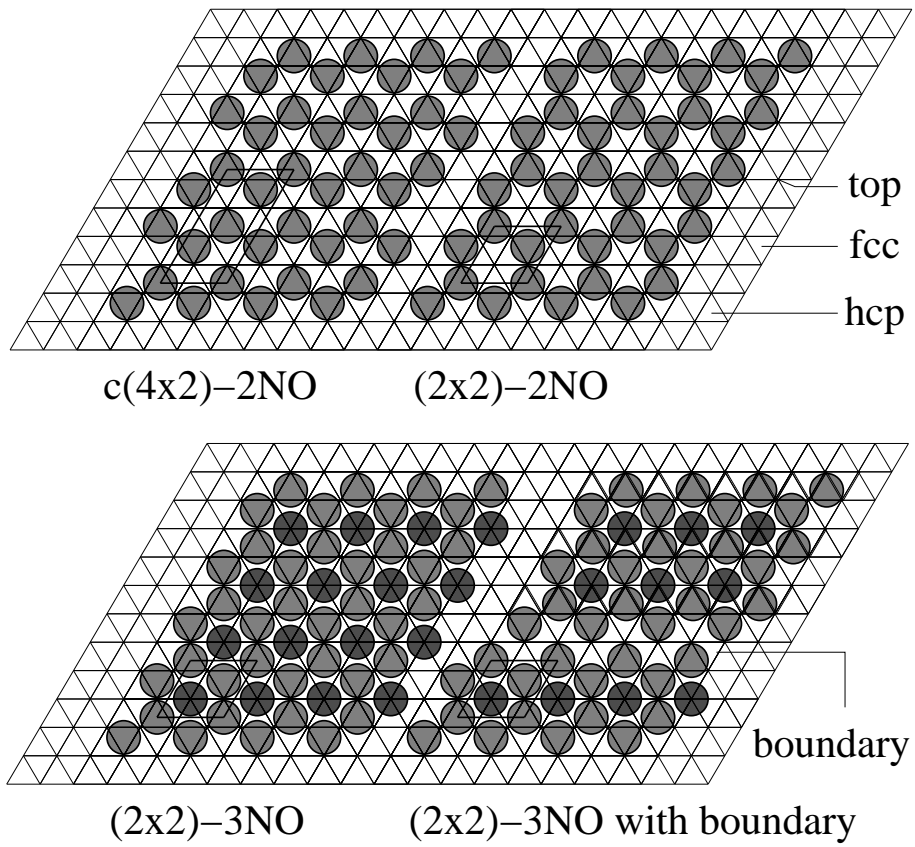 top
fcc
hcp
c(4x2)−2NO
(2x2)−2NO
boundary
(2x2)−3NO
(2x2)−3NO with boundary